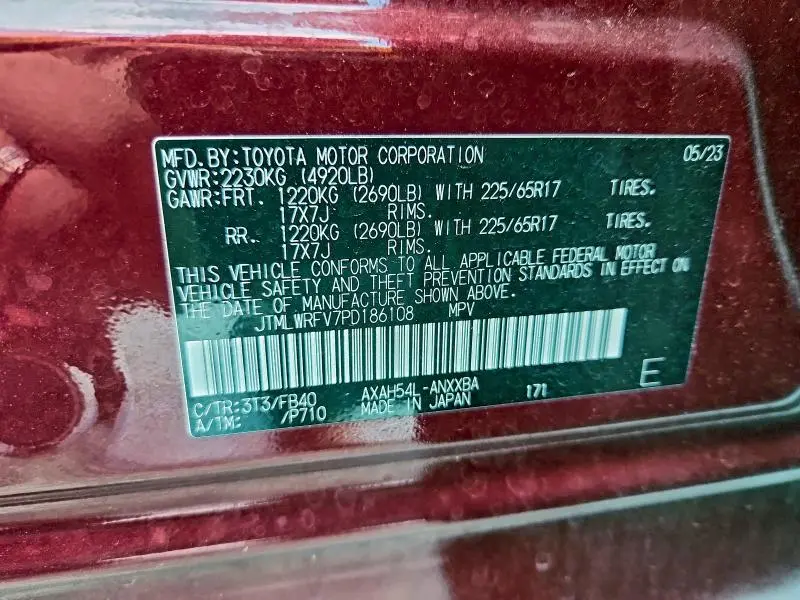 MFD.BY:TOYOTA MOTOR CORPORATION 05/23
GVWR:2230KG (4920LB)
GAWR:FRT. 1220KG (2690LB) WITH 225/65R17 TIRES.
17X7J RIMS.
RR. 1220KG (2690LB) WITH 225/65R17 TIRES.
17X7J RIMS.
THIS VEHICLE CONFORMS TO ALL APPLICABLE FEDERAL MOTOR
VEHICLE SAFETY AND THEFT PREVENTION STANDARDS IN EFFECT ON
THE DATE OF MANUFACTURE SHOWN ABOVE.
JTMLWRFV7PD186108 MPV
C/TR:3T3/FB40 AXAH54L-ANXXBA 171 E
A/TM: /P710 MADE IN JAPAN